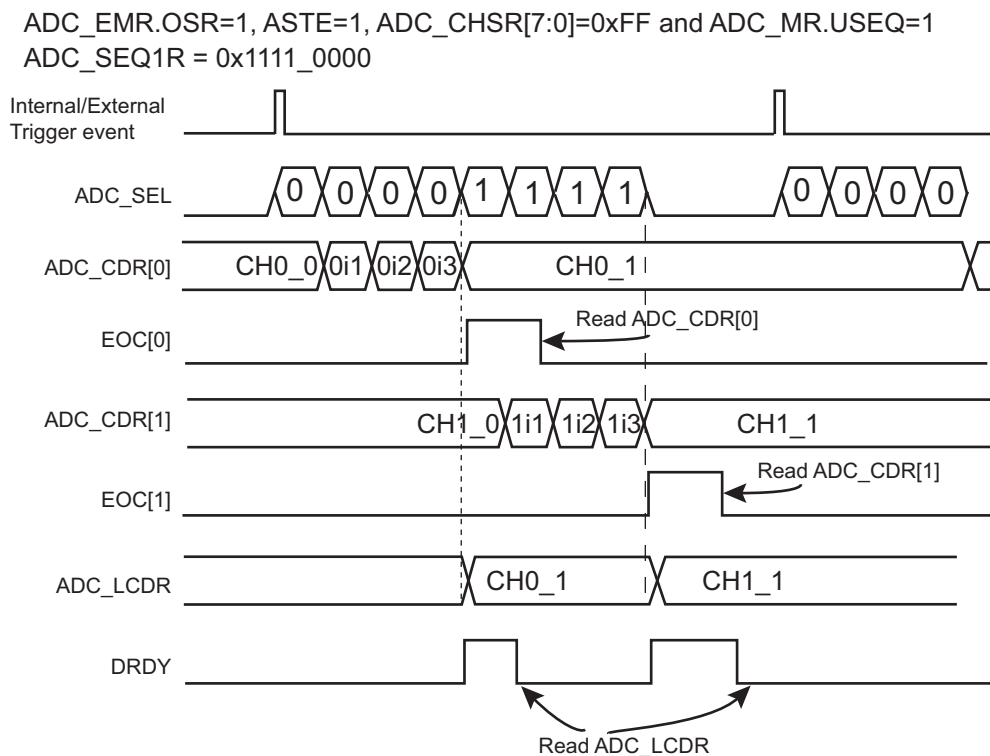 ADC_EMR.OSR=1, ASTE=1, ADC_CHSR[7:0]=0xFF and ADC_MR.USEQ=1
ADC_SEQ1R = 0x1111_0000
Internal/External
Trigger event
ADC_SEL 0 0 0 0 1 1 1 1 0 0 0 0
ADC_CDR[0] CH0_0 0i1 0i2 0i3 CH0_1
EOC[0] Read ADC_CDR[0]
ADC_CDR[1] CH1_0 1i1 1i2 1i3 CH1_1
EOC[1] Read ADC_CDR[1]
ADC_LCDR CH0_1 CH1_1
DRDY
Read ADC_LCDR